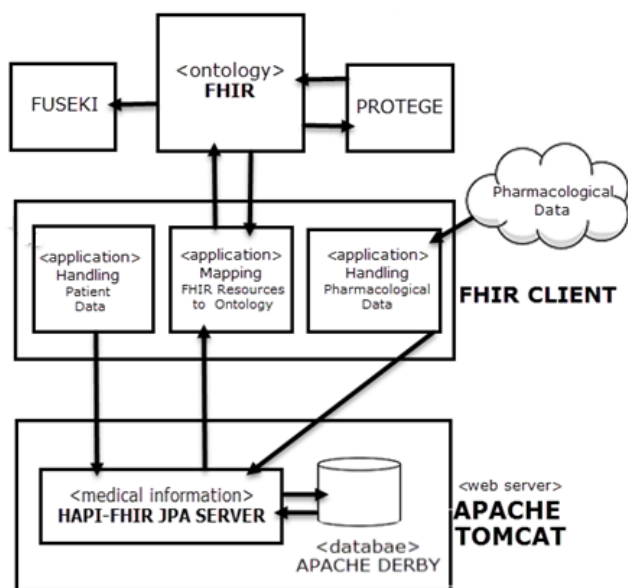 <ontology>
FHIR
FUSEKI
PROTEGE
Pharmacological
Data
<application>
Handling
Patient
Data
<application>
Mapping
FHIR Resources
to Ontology
<application>
Handling
Pharmacological
Data
FHIR CLIENT
<medical information>
HAPI-FHIR JPA SERVER
<databae>
APACHE DERBY
<web server>
APACHE
TOMCAT